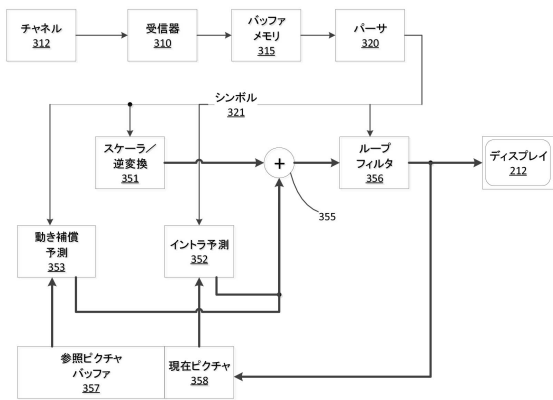 チャネル
312
受信器
310
バッファ
メモリ
315
パーサ
320
シンボル
321
スケーラ／
逆変換
351
+
355
ループ
フィルタ
356
ディスプレイ
212
動き補償
予測
353
イントラ予測
352
参照ピクチャ
バッファ
357
現在ピクチャ
358